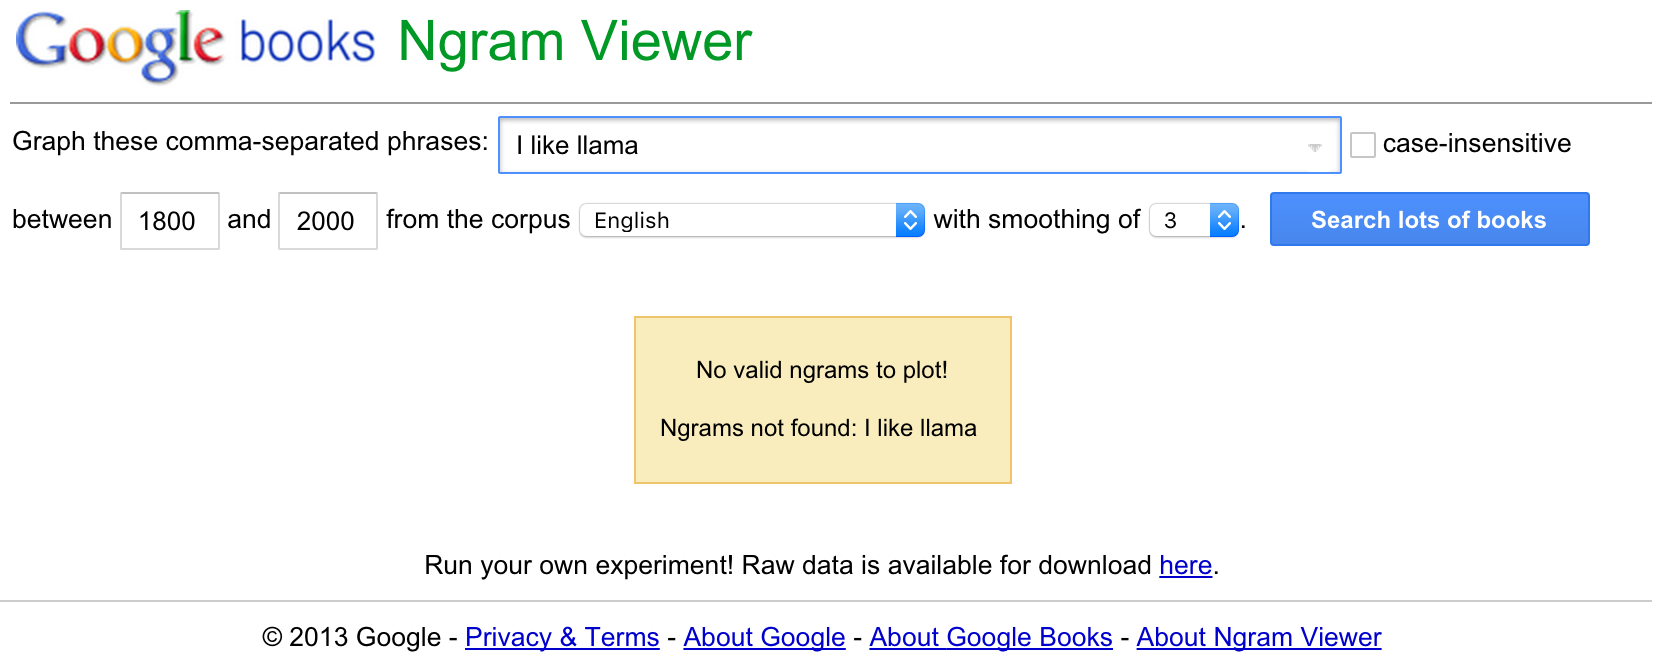 Google books Ngram Viewer
Graph these comma-separated phrases: I like llama case-insensitive
between 1800 and 2000 from the corpus English with smoothing of 3 . Search lots of books
No valid ngrams to plot!
Ngrams not found: I like llama
Run your own experiment! Raw data is available for download here.
© 2013 Google - Privacy & Terms - About Google - About Google Books - About Ngram Viewer